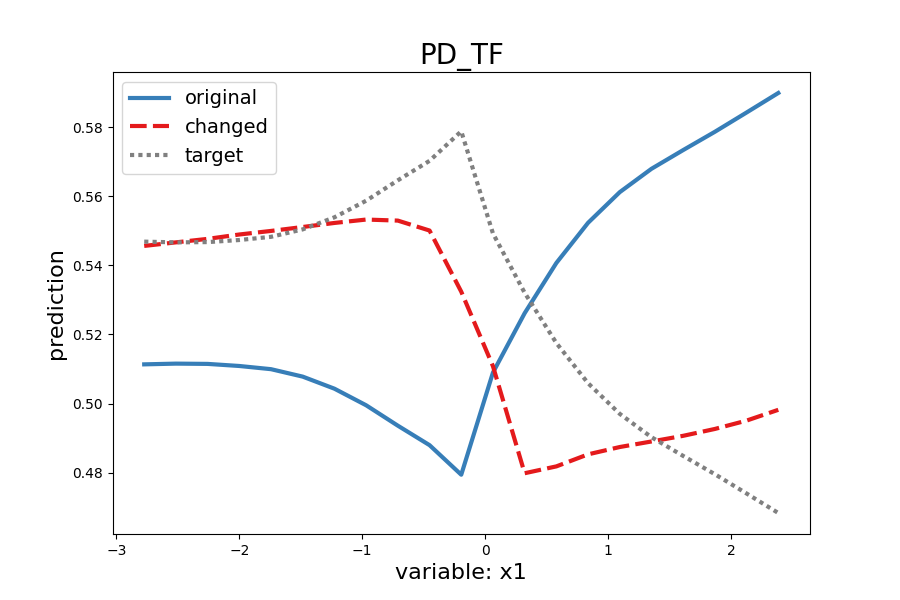 PD_TF
original
changed
target
prediction
0.58
0.56
0.54
0.52
0.50
0.48
−3
−2
−1
0
1
2
variable: x1